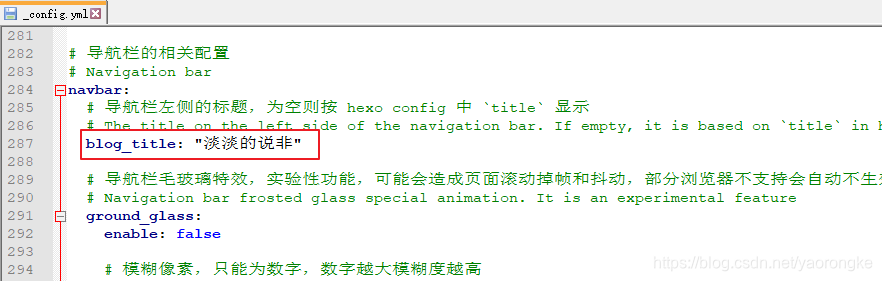 _config.yml
281
282 # 导航栏的相关配置
283 # Navigation bar
284 navbar:
285 # 导航栏左侧的标题，为空则按 hexo config 中 `title` 显示
286 # The title on the left side of the navigation bar. If empty, it is based on `title` in h
287 blog_title: "淡淡的说非"
288
289 # 导航栏毛玻璃特效，实验性功能，可能会造成页面滚动掉帧和抖动，部分浏览器不支持会自动不生
290 # Navigation bar frosted glass special animation. It is an experimental feature
291 ground_glass:
292 enable: false
293
294 # 模糊像素，只能为数字，数字越大模糊度越高
https://blog.csdn.net/yaorongke